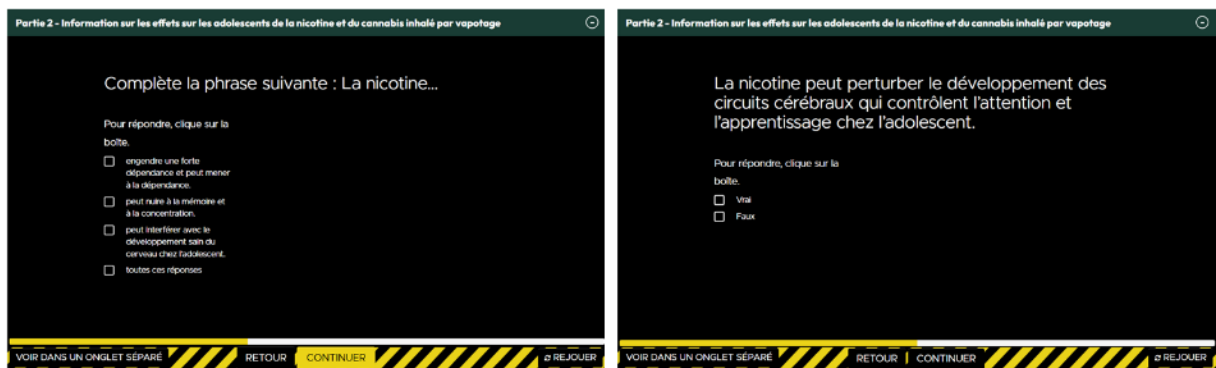 Partie 2 - Information sur les effets sur les adolescents de la nicotine et du cannabis inhalé par vapotage
Complète la phrase suivante : La nicotine...
Pour répondre, clique sur la
boîte.
engendre une forte
dépendance et peut mener
à la dépendance.
peut nuire à la mémoire et
à la concentration.
peut interférer avec le
développement sain du
cerveau chez l'adolescent.
toutes ces réponses
VOIR DANS UN ONGLET SÉPARÉ
RETOUR
CONTINUER
REJOUER
Partie 2 - Information sur les effets sur les adolescents de la nicotine et du cannabis inhalé par vapotage
La nicotine peut perturber le développement des
circuits cérébraux qui contrôlent l'attention et
l'apprentissage chez l'adolescent.
Pour répondre, clique sur la
boîte.
Vrai
Faux
VOIR DANS UN ONGLET SÉPARÉ
RETOUR
CONTINUER
REJOUER